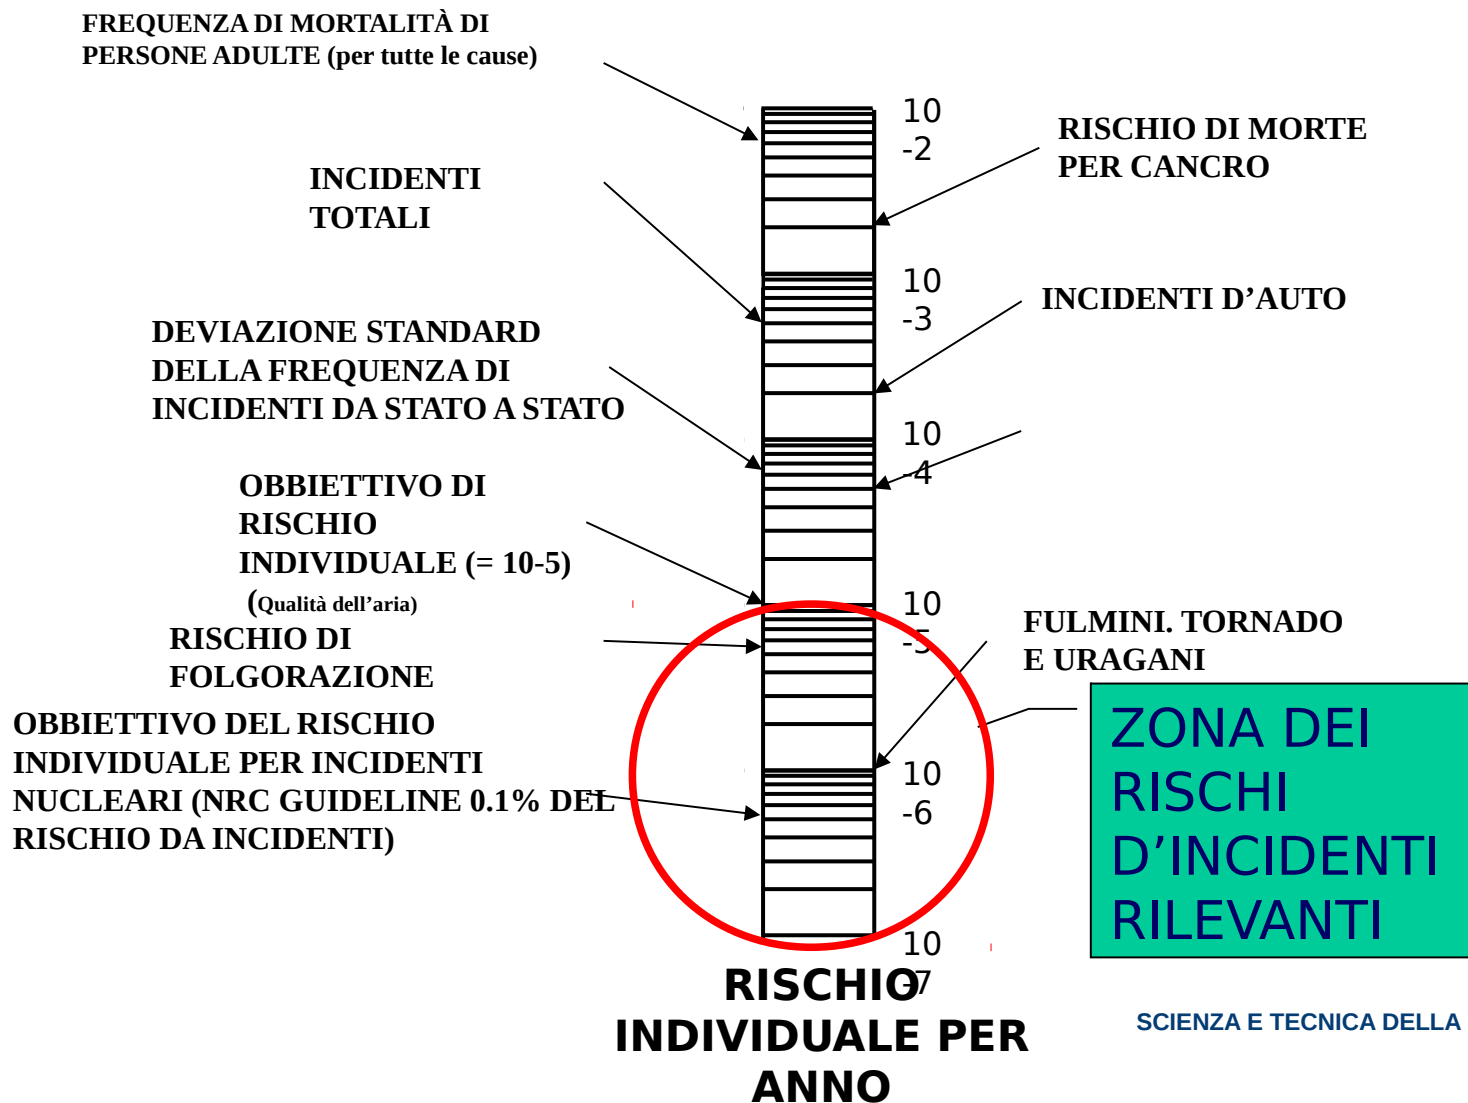 FREQUENZA DI MORTALITÀ DI
PERSONE ADULTE (per tutte le cause)
INCIDENTI
TOTALI
DEVIAZIONE STANDARD
DELLA FREQUENZA DI
INCIDENTI DA STATO A STATO
OBBIETTIVO DI
RISCHIO
INDIVIDUALE (= 10-5)
(Qualità dell’aria)
RISCHIO DI
FOLGORAZIONE
OBBIETTIVO DEL RISCHIO
INDIVIDUALE PER INCIDENTI
NUCLEARI (NRC GUIDELINE 0.1% DEL
RISCHIO DA INCIDENTI)
10
-2
10
-3
10
-4
10
-5
10
-6
10
-7
RISCHIO DI MORTE
PER CANCRO
INCIDENTI D’AUTO
FULMINI. TORNADO
E URAGANI
ZONA DEI
RISCHI
D’INCIDENTI
RILEVANTI
RISCHIO
INDIVIDUALE PER
ANNO
SCIENZA E TECNICA DELLA